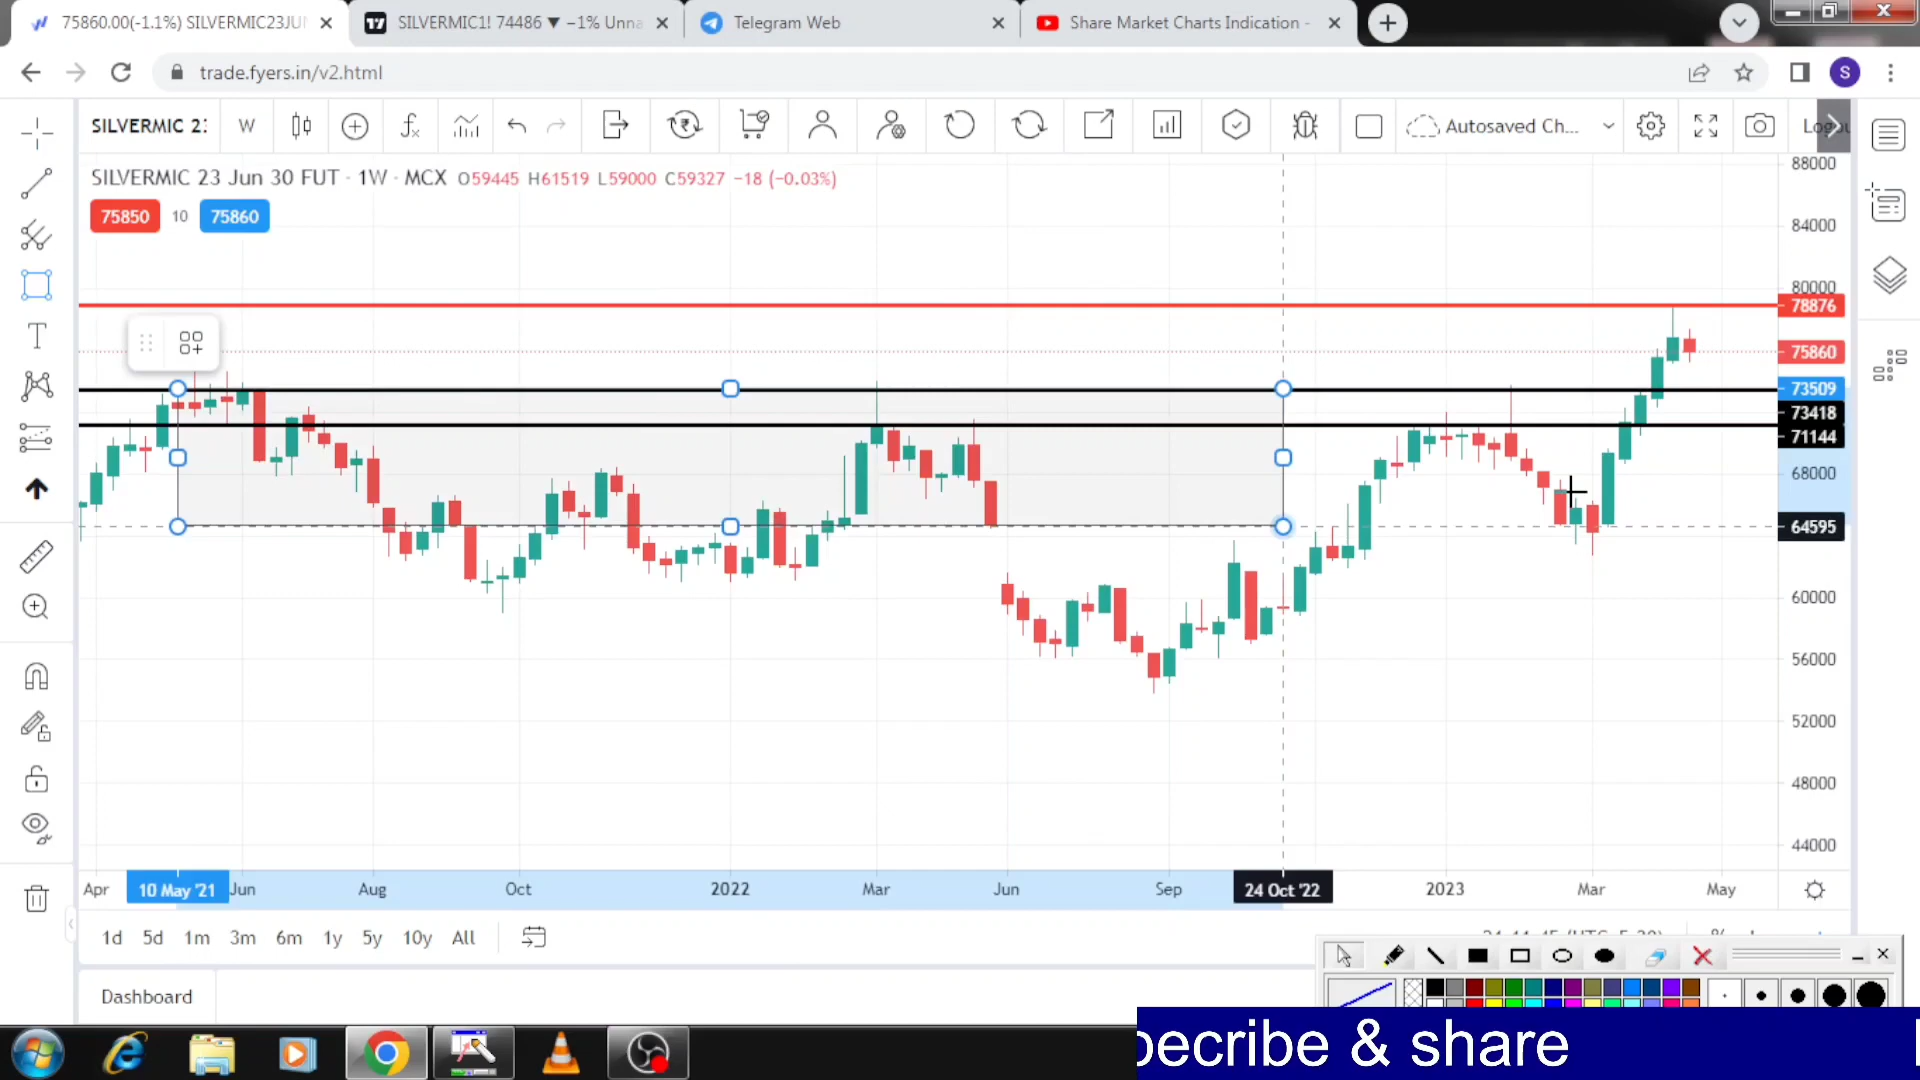 75860.00(-1.1%) SILVERMIC23JU
SILVERMIC1! 74486 ▼ −1% Unna
Telegram Web
Share Market Charts Indication -
trade.fyers.in/v2.html
S
SILVERMIC 23
W
Autosaved Ch...
SILVERMIC 23 Jun 30 FUT · 1W · MCX O59445 H61519 L59000 C59327 −18 (−0.03%)
75850 10 75860
88000
84000
80000
78876
75860
73509
73418
71144
68000
64595
60000
56000
52000
48000
44000
Apr 10 May '21 Jun Aug Oct 2022 Mar Jun Sep 24 Oct '22 2023 Mar May
1d 5d 1m 3m 6m 1y 5y 10y All
Dashboard
becribe & share